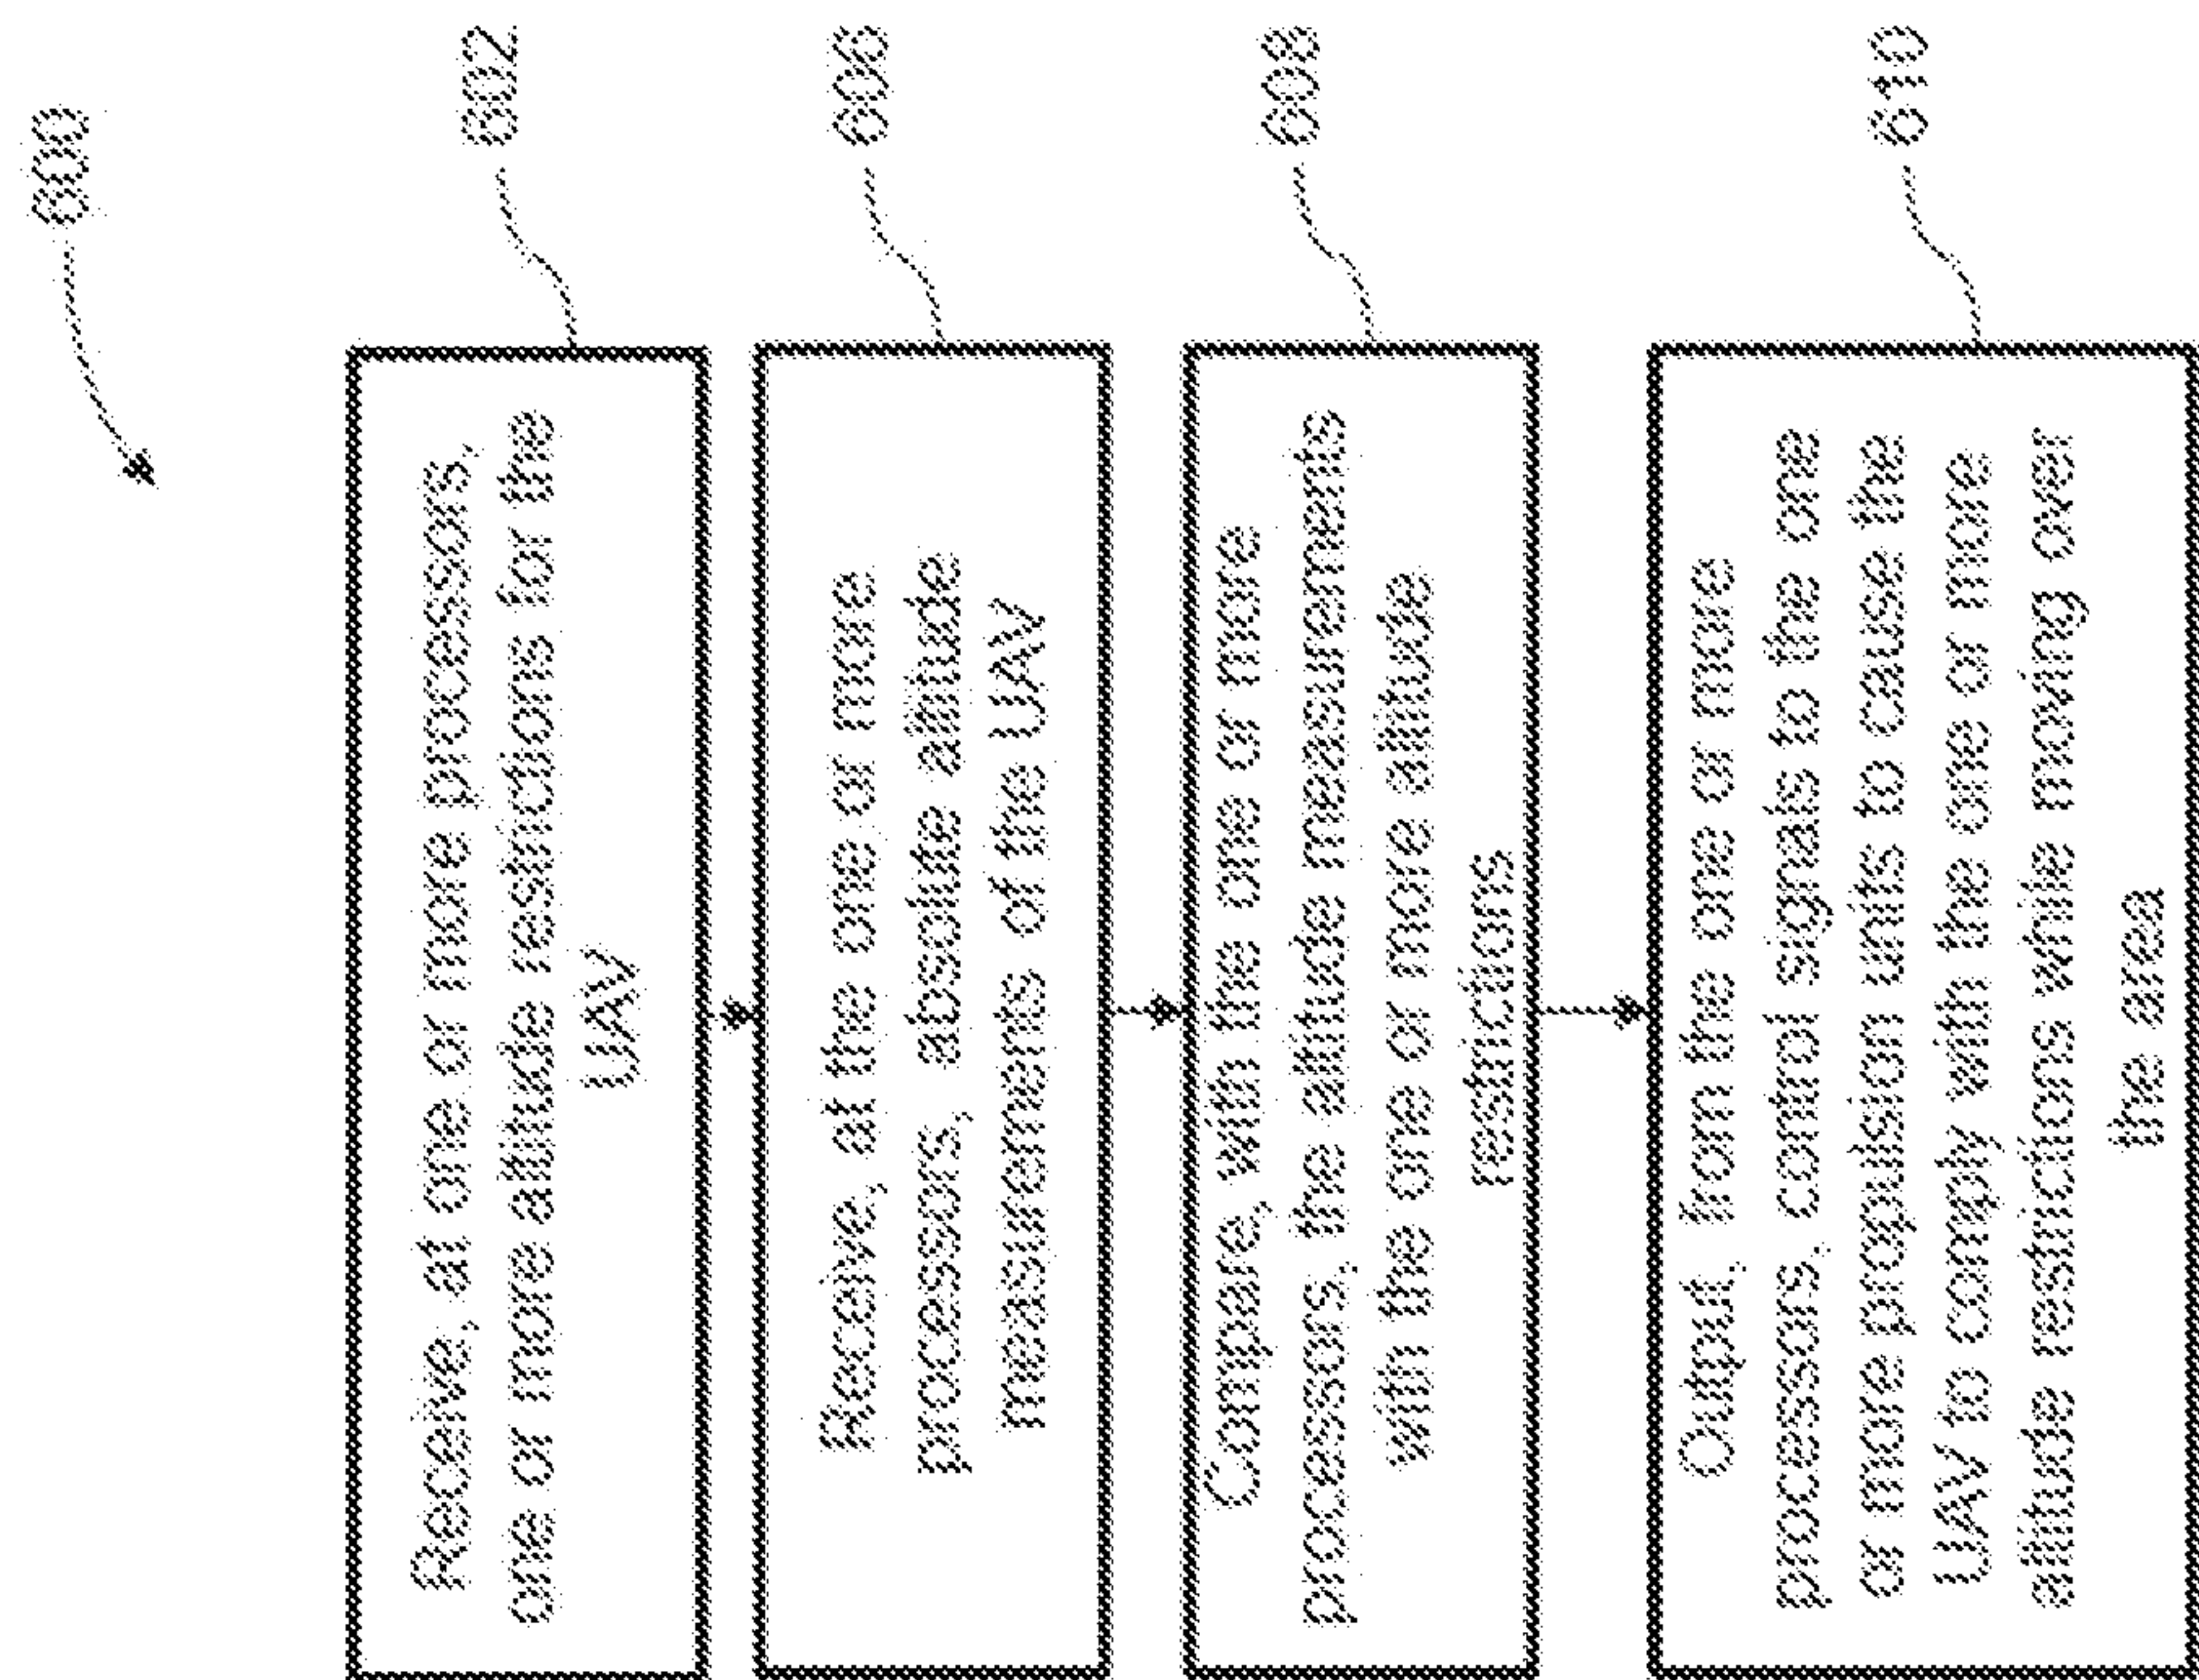 600
Receive, at one or more processors,
one or more altitude restrictions for the
UAV
602
Receive, at the one or more
processors, absolute altitude
measurements of the UAV
606
Compare, with the one or more
processors, the altitude measurements
with the one or more altitude
restrictions
608
Output, from the one or more
processors, control signals to the one
or more propulsion units to cause the
UAV to comply with the one or more
altitude restrictions while moving over
the area
610